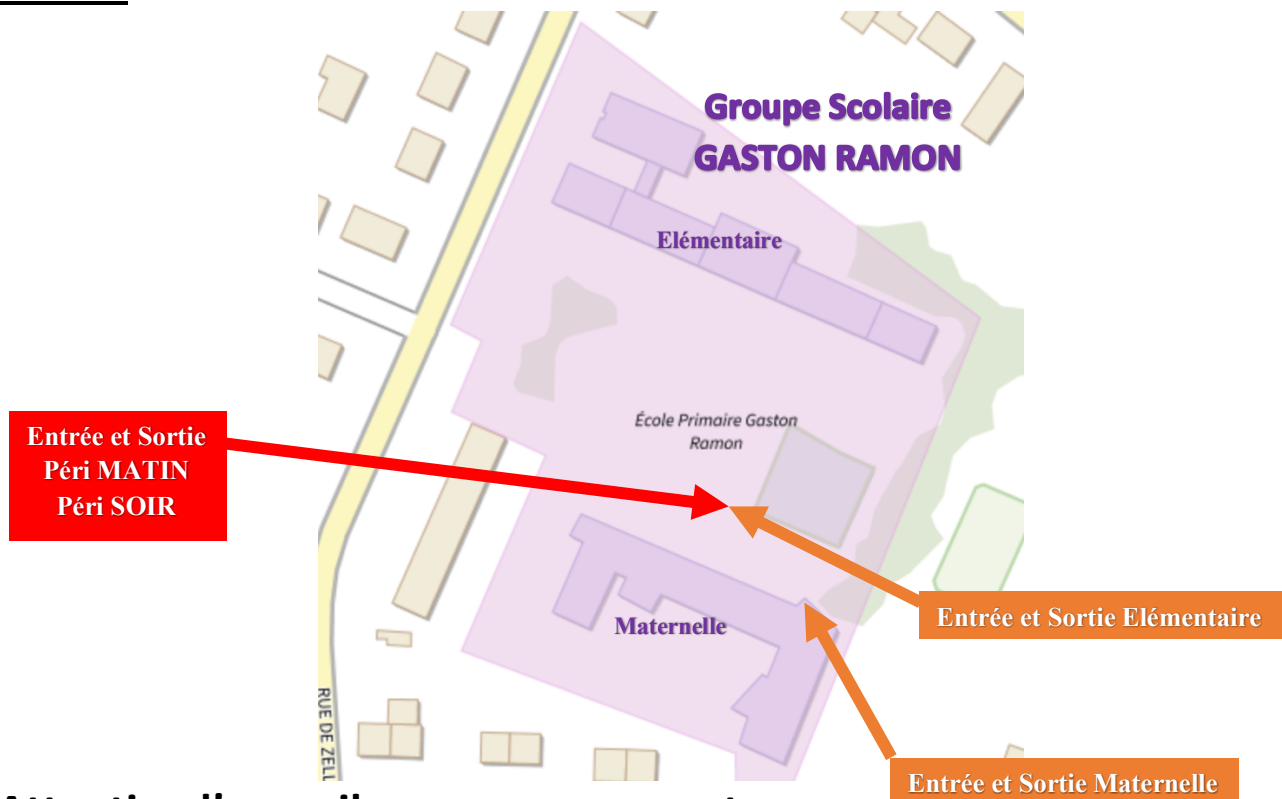 Groupe Scolaire
GASTON RAMON
Elémentaire
École Primaire Gaston
Ramon
Entrée et Sortie
Péri MATIN
Péri SOIR
Entrée et Sortie Elémentaire
Maternelle
RUE DE ZELL
Entrée et Sortie Maternelle